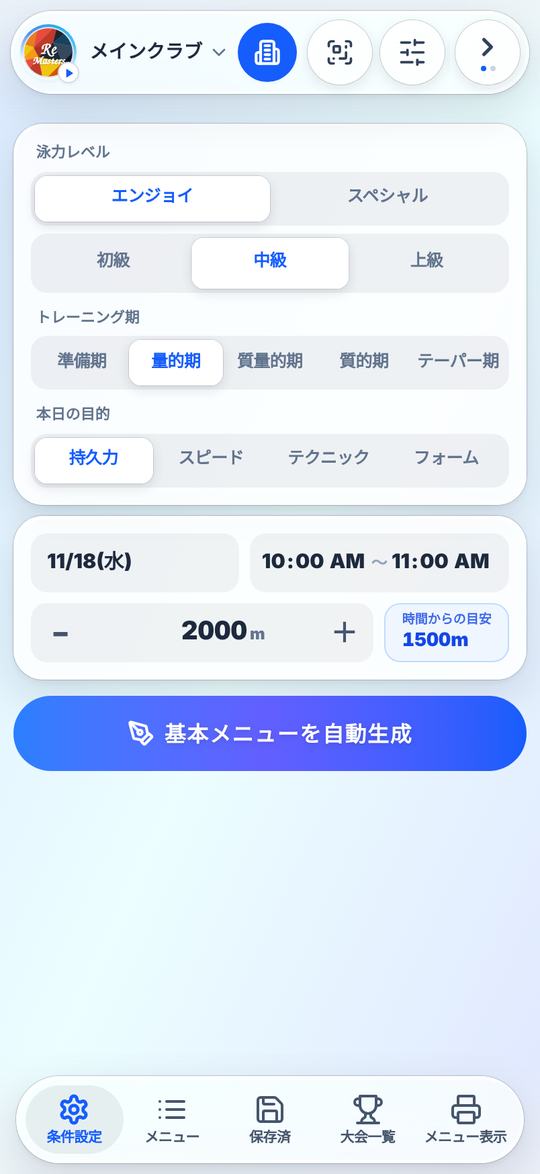 Re
Masters
メインクラブ
泳力レベル
エンジョイ スペシャル
初級 中級 上級
トレーニング期
準備期 量的期 質量的期 質的期 テーパー期
本日の目的
持久力 スピード テクニック フォーム
11/18(水) 10:00 AM ～ 11:00 AM
時間からの目安
− 2000 m + 1500m
基本メニューを自動生成
条件設定 メニュー 保存済 大会一覧 メニュー表示